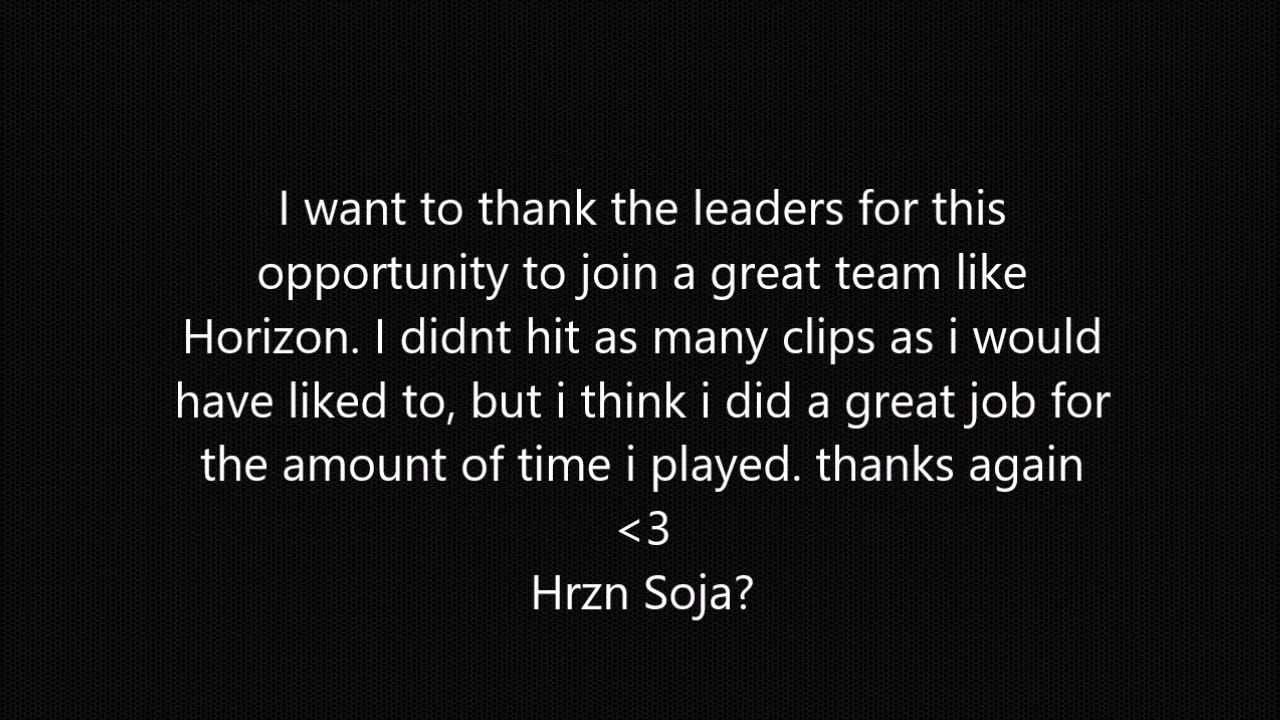 I want to thank the leaders for this
opportunity to join a great team like
Horizon. I didnt hit as many clips as i would
have liked to, but i think i did a great job for
the amount of time i played. thanks again
<3
Hrzn Soja?